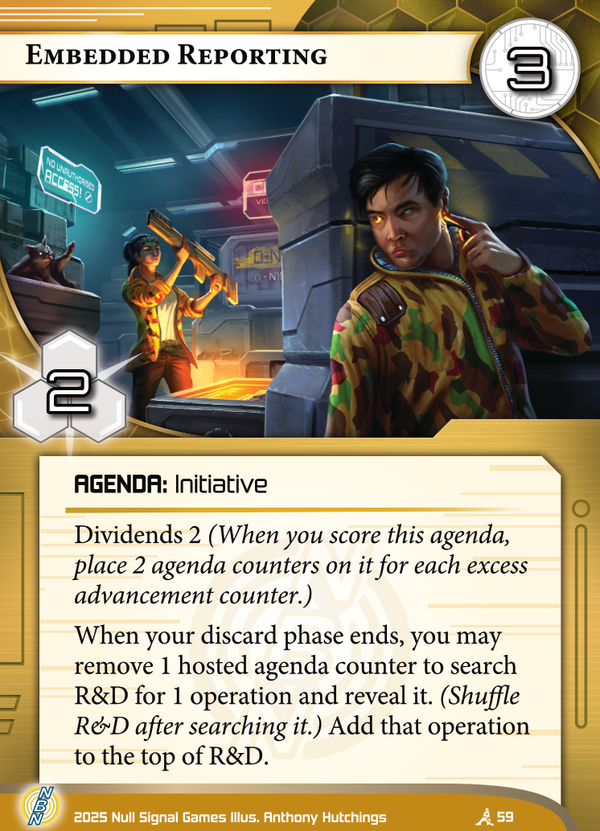 Embedded Reporting
3
NO UNAUTHORISED
ACCESS!
2
AGENDA: Initiative
Dividends 2 (When you score this agenda,
place 2 agenda counters on it for each excess
advancement counter.)
When your discard phase ends, you may
remove 1 hosted agenda counter to search
R&D for 1 operation and reveal it. (Shuffle
R&D after searching it.) Add that operation
to the top of R&D.
NBN
2025 Null Signal Games Illus. Anthony Hutchings
59